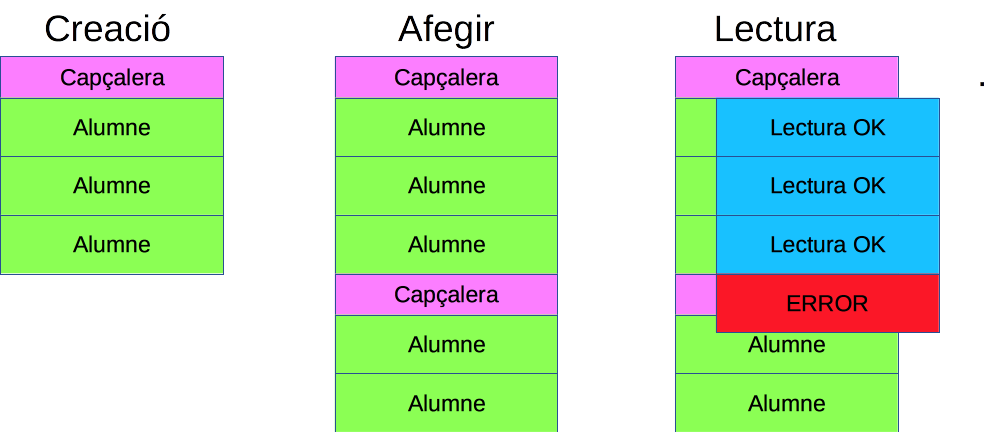 Creació
Capçalera
Alumne
Alumne
Alumne
Afegir
Capçalera
Alumne
Alumne
Alumne
Capçalera
Alumne
Alumne
Lectura
Capçalera
Lectura OK
Lectura OK
Lectura OK
ERROR
Alumne
Alumne